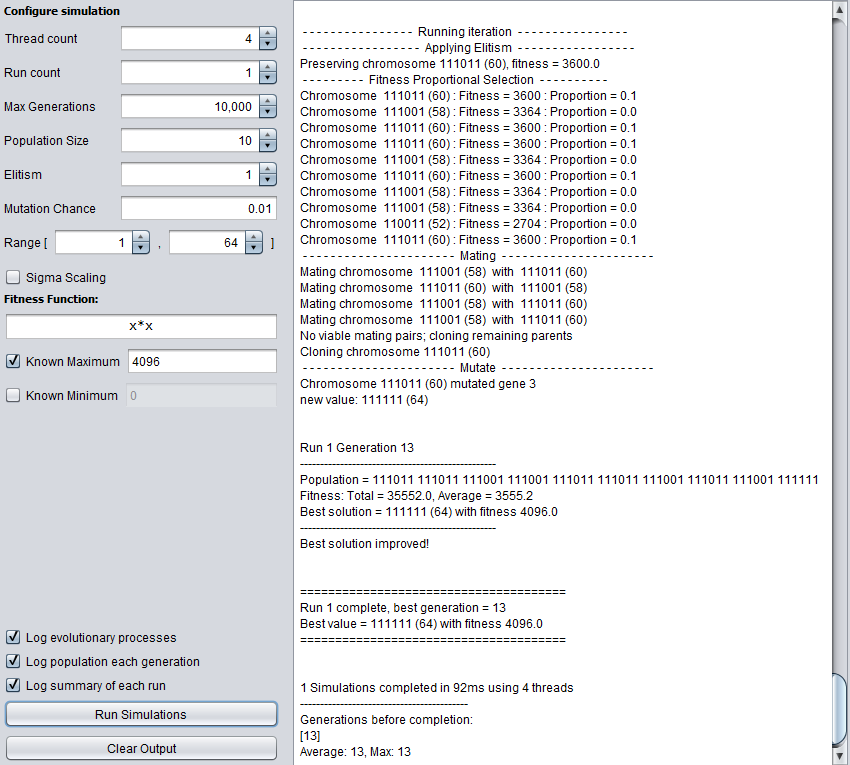 Configure simulation
Thread count 4
Run count 1
Max Generations 10,000
Population Size 10
Elitism 1
Mutation Chance 0.01
Range [ 1 , 64 ]
Sigma Scaling
Fitness Function:
x*x
Known Maximum 4096
Known Minimum 0
Log evolutionary processes
Log population each generation
Log summary of each run
Run Simulations
Clear Output
- - - - - - - - - - - - - - - - Running iteration - - - - - - - - - - - - - - - -
- - - - - - - - - - - - - - - - - Applying Elitism - - - - - - - - - - - - - - - - -
Preserving chromosome 111011 (60), fitness = 3600.0
- - - - - - - - - Fitness Proportional Selection - - - - - - - - - -
Chromosome 111011 (60) : Fitness = 3600 : Proportion = 0.1
Chromosome 111001 (58) : Fitness = 3364 : Proportion = 0.0
Chromosome 111011 (60) : Fitness = 3600 : Proportion = 0.1
Chromosome 111011 (60) : Fitness = 3600 : Proportion = 0.1
Chromosome 111001 (58) : Fitness = 3364 : Proportion = 0.0
Chromosome 111011 (60) : Fitness = 3600 : Proportion = 0.1
Chromosome 111001 (58) : Fitness = 3364 : Proportion = 0.0
Chromosome 111001 (58) : Fitness = 3364 : Proportion = 0.0
Chromosome 110011 (52) : Fitness = 2704 : Proportion = 0.0
Chromosome 111011 (60) : Fitness = 3600 : Proportion = 0.1
- - - - - - - - - - - - - - - - - - - - - - Mating - - - - - - - - - - - - - - - - - - - - - -
Mating chromosome 111001 (58) with 111011 (60)
Mating chromosome 111011 (60) with 111001 (58)
Mating chromosome 111001 (58) with 111011 (60)
Mating chromosome 111001 (58) with 111011 (60)
No viable mating pairs; cloning remaining parents
Cloning chromosome 111011 (60)
- - - - - - - - - - - - - - - - - - - - - - Mutate - - - - - - - - - - - - - - - - - - - - - -
Chromosome 111011 (60) mutated gene 3
new value: 111111 (64)
Run 1 Generation 13
-------------------------------------------------
Population = 111011 111011 111001 111001 111011 111011 111001 111011 111001 111111
Fitness: Total = 35552.0, Average = 3555.2
Best solution = 111111 (64) with fitness 4096.0
-------------------------------------------------
Best solution improved!
======================================
Run 1 complete, best generation = 13
Best value = 111111 (64) with fitness 4096.0
======================================
1 Simulations completed in 92ms using 4 threads
------------------------------------------
Generations before completion:
[13]
Average: 13, Max: 13